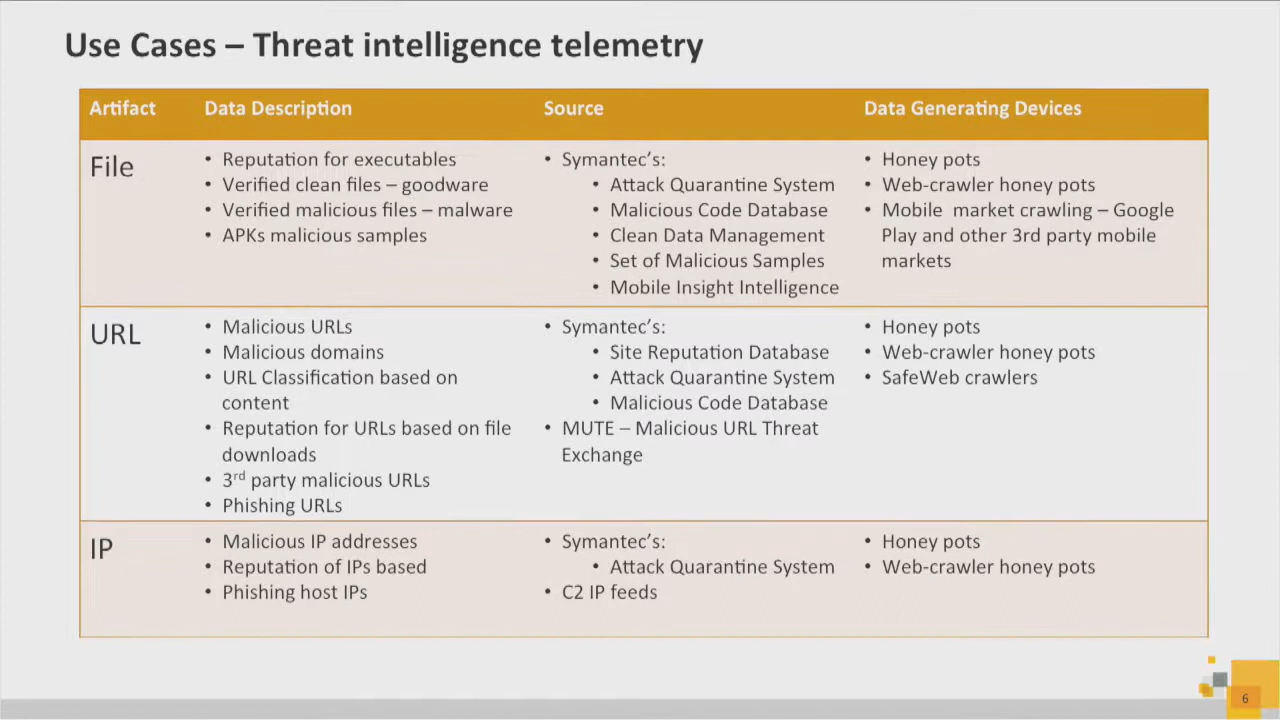 Use Cases – Threat intelligence telemetry
Artifact Data Description Source Data Generating Devices
File
• Reputation for executables
• Verified clean files – goodware
• Verified malicious files – malware
• APKs malicious samples
• Symantec's:
• Attack Quarantine System
• Malicious Code Database
• Clean Data Management
• Set of Malicious Samples
• Mobile Insight Intelligence
• Honey pots
• Web-crawler honey pots
• Mobile market crawling – Google
Play and other 3rd party mobile
markets
URL
• Malicious URLs
• Malicious domains
• URL Classification based on
content
• Reputation for URLs based on file
downloads
• 3rd party malicious URLs
• Phishing URLs
• Symantec's:
• Site Reputation Database
• Attack Quarantine System
• Malicious Code Database
• MUTE – Malicious URL Threat
Exchange
• Honey pots
• Web-crawler honey pots
• SafeWeb crawlers
IP
• Malicious IP addresses
• Reputation of IPs based
• Phishing host IPs
• Symantec's:
• Attack Quarantine System
• C2 IP feeds
• Honey pots
• Web-crawler honey pots
6